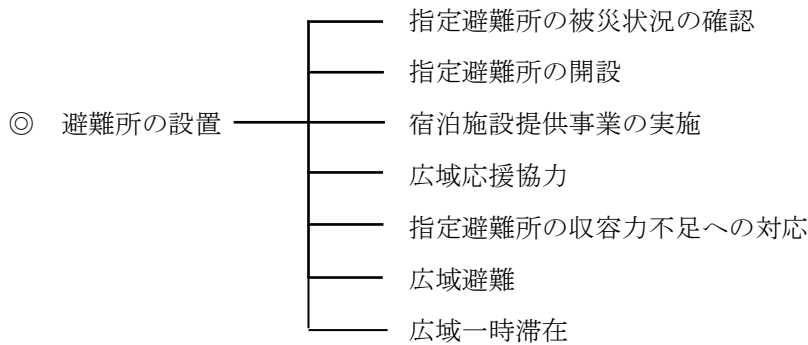 指定避難所の被災状況の確認
指定避難所の開設
◎ 避難所の設置
宿泊施設提供事業の実施
広域応援協力
指定避難所の収容力不足への対応
広域避難
広域一時滞在